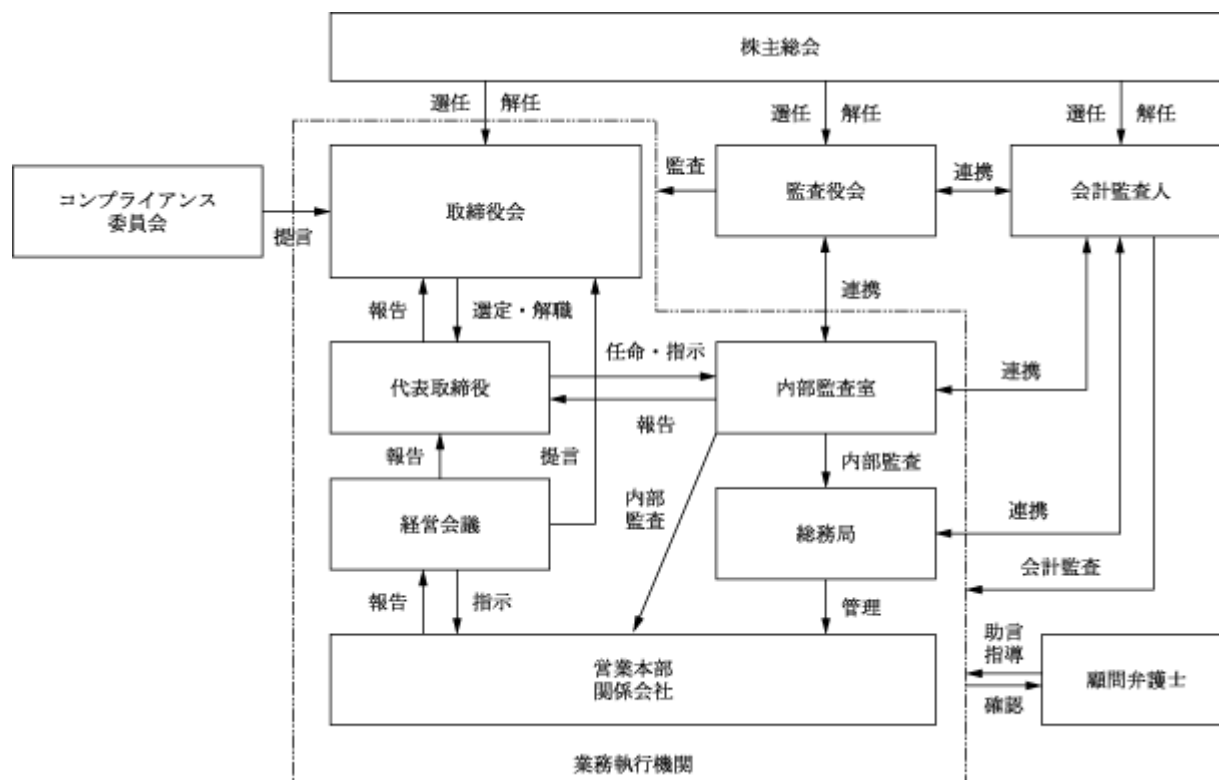 株主総会
選任
解任
選任
解任
選任
解任
コンプライアンス
委員会
提言
取締役会
監査
監査役会
連携
会計監査人
報告
選定・解職
連携
代表取締役
任命・指示
報告
内部監査室
連携
報告
提言
内部
監査
内部監査
経営会議
総務局
連携
会計監査
報告
指示
管理
営業本部
関係会社
助言
指導
確認
顧問弁護士
業務執行機関